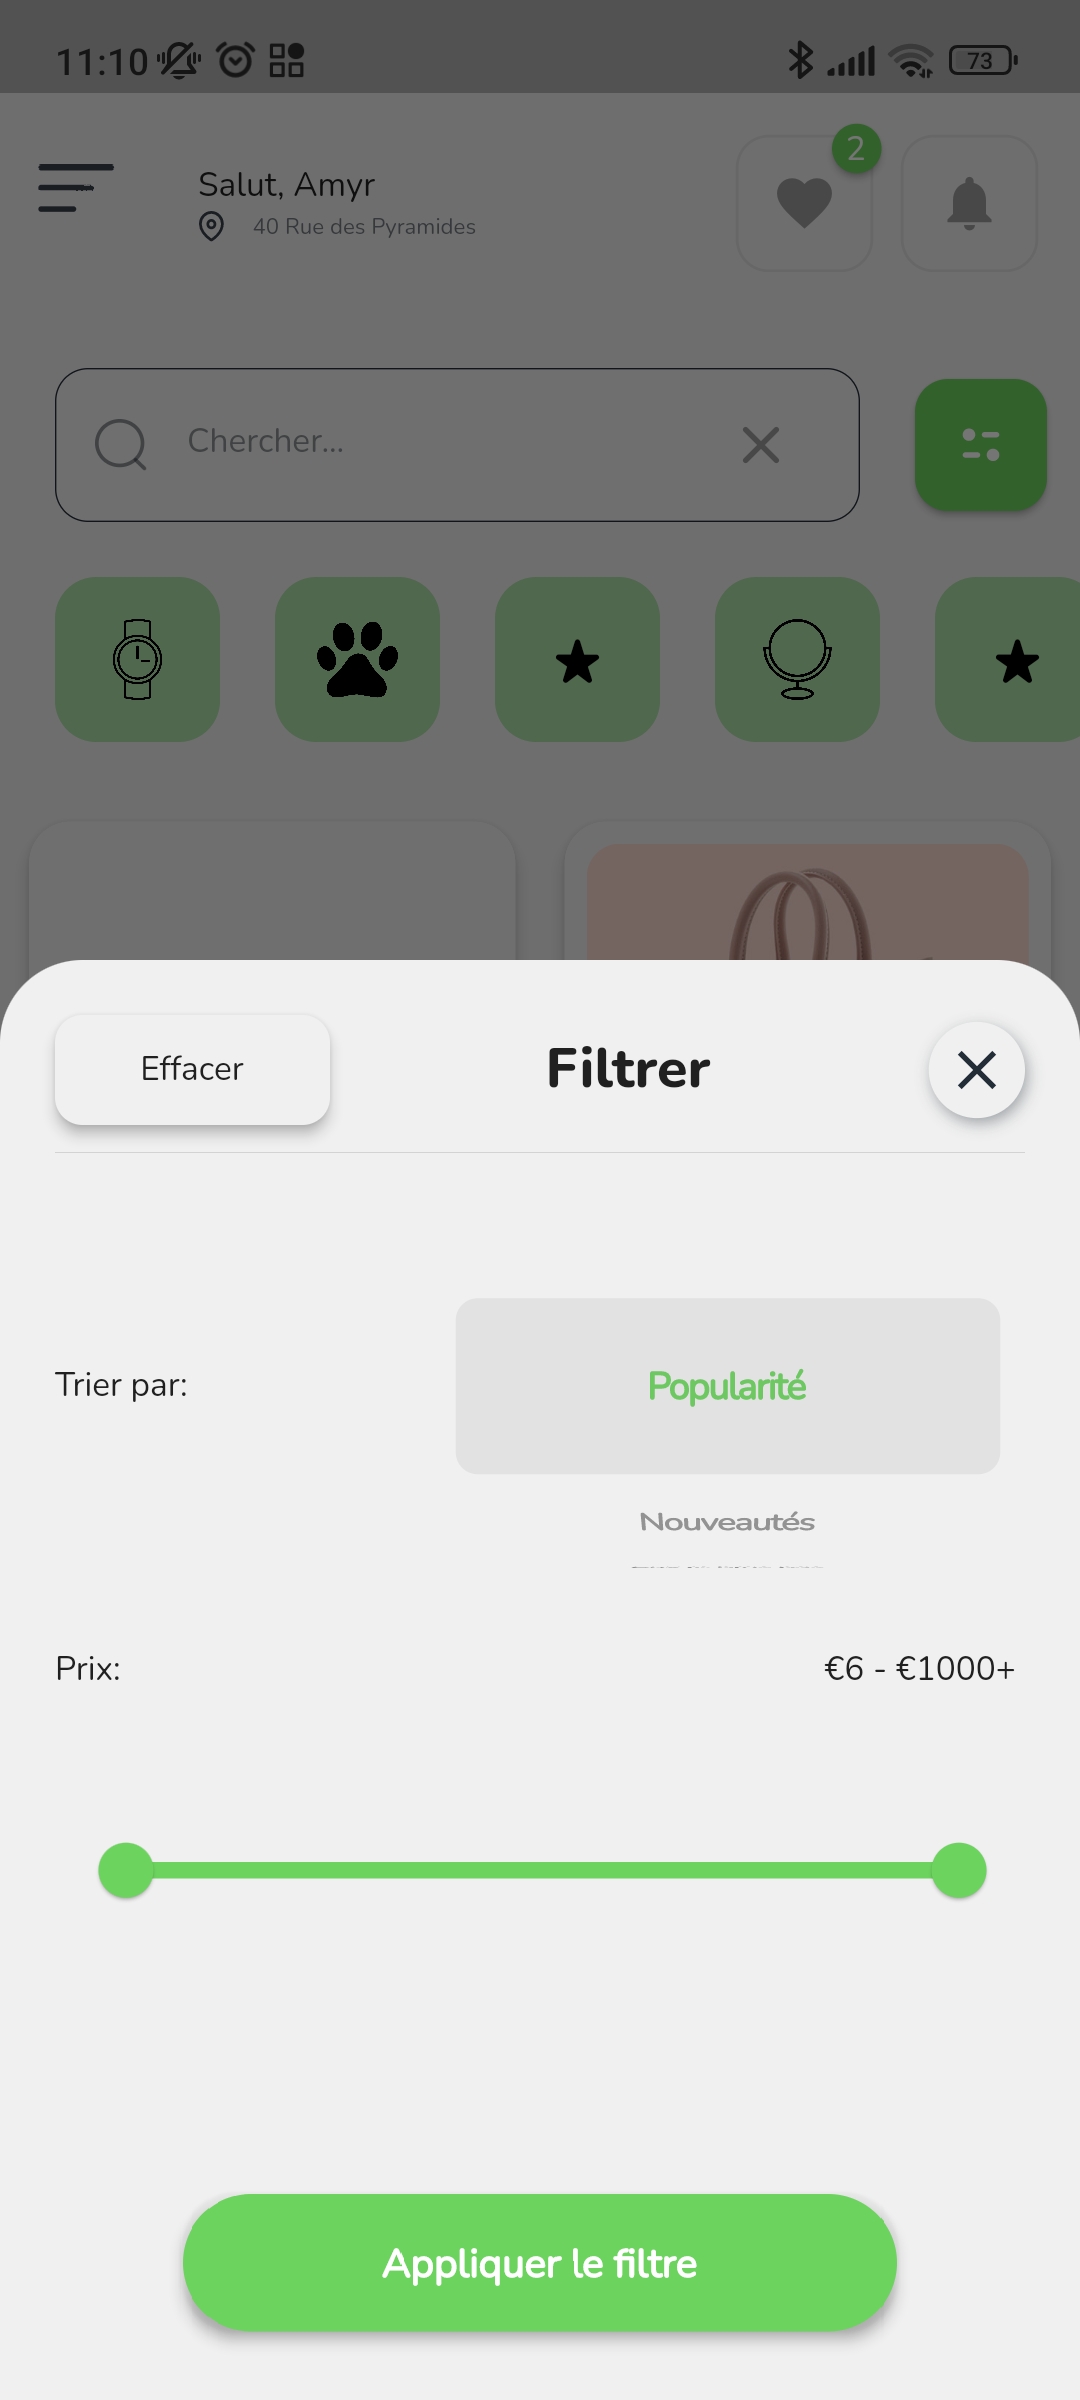 11:10
73
Salut, Amyr
2
40 Rue des Pyramides
Chercher...
Effacer
Filtrer
Trier par:
Popularité
Nouveautés
Prix:
€6 - €1000+
Appliquer le filtre